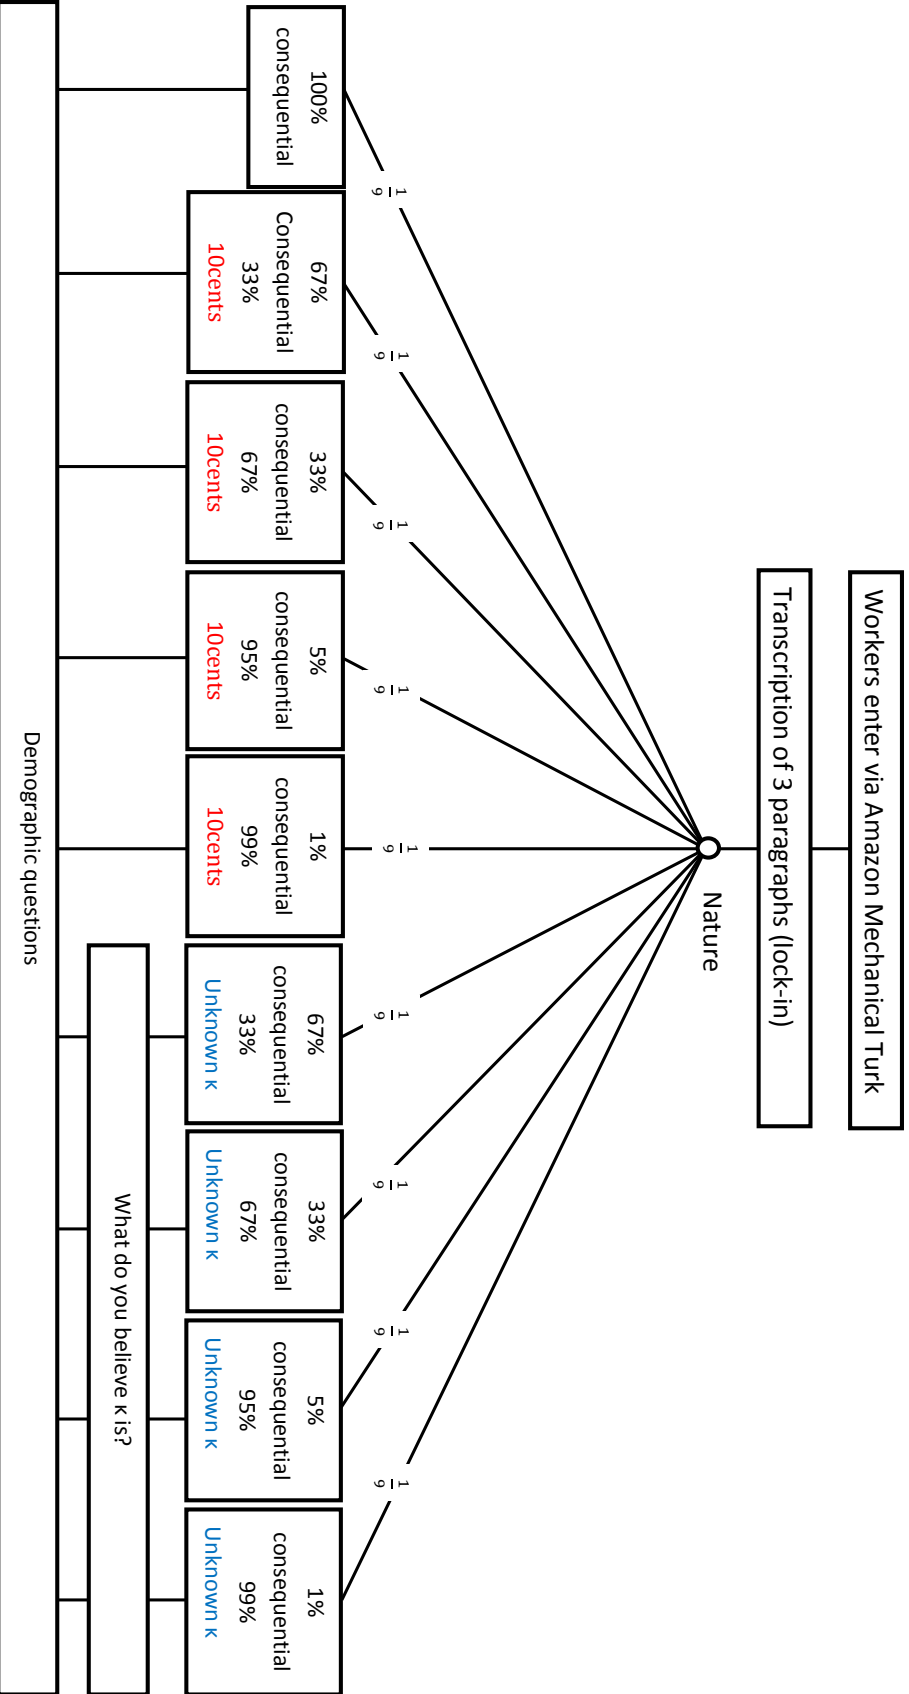 Workers enter via Amazon Mechanical Turk
Transcription of 3 paragraphs (lock-in)
Nature
1
9
1
9
1
9
1
9
1
9
1
9
1
9
1
9
1
9
100%
consequential
67%
Consequential
33%
10cents
33%
consequential
67%
10cents
5%
consequential
95%
10cents
1%
consequential
99%
10cents
67%
consequential
33%
Unknown κ
33%
consequential
67%
Unknown κ
5%
consequential
95%
Unknown κ
1%
consequential
99%
Unknown κ
What do you believe κ is?
Demographic questions